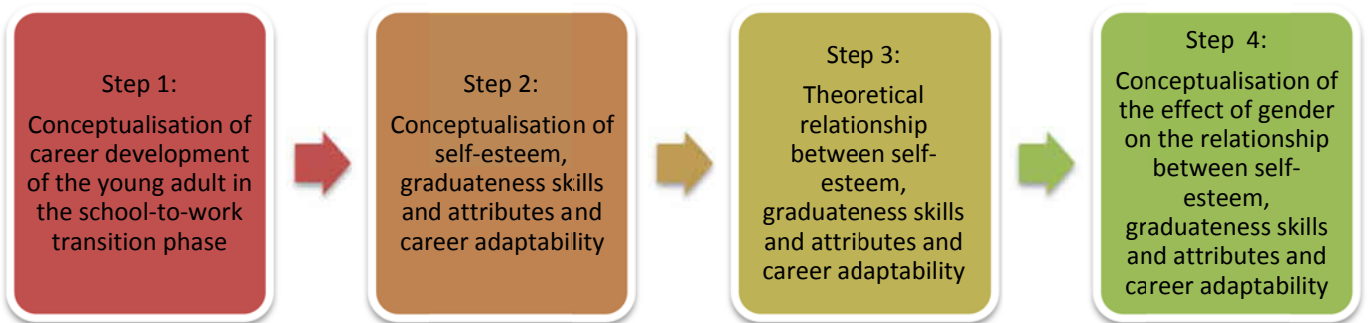 Step 1:
Conceptualisation of
career development
of the young adult in
the school-to-work
transition phase
Step 2:
Conceptualisation of
self-esteem,
graduateness skills
and attributes and
career adaptability
Step 3:
Theoretical
relationship
between self-
esteem,
graduateness skills
and attributes and
career adaptability
Step 4:
Conceptualisation of
the effect of gender
on the relationship
between self-
esteem,
graduateness skills
and attributes and
career adaptability